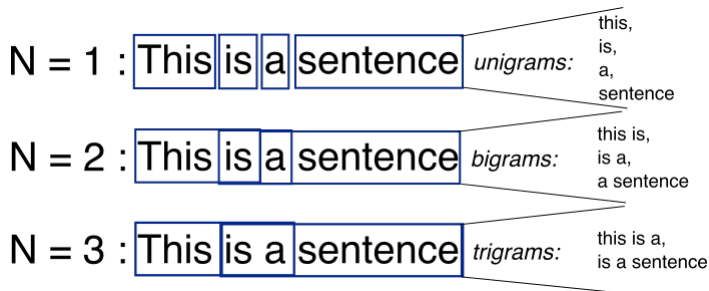 N = 1 : This is a sentence unigrams:
this,
is,
a,
sentence
N = 2 : This is a sentence bigrams:
this is,
is a,
a sentence
N = 3 : This is a sentence trigrams:
this is a,
is a sentence